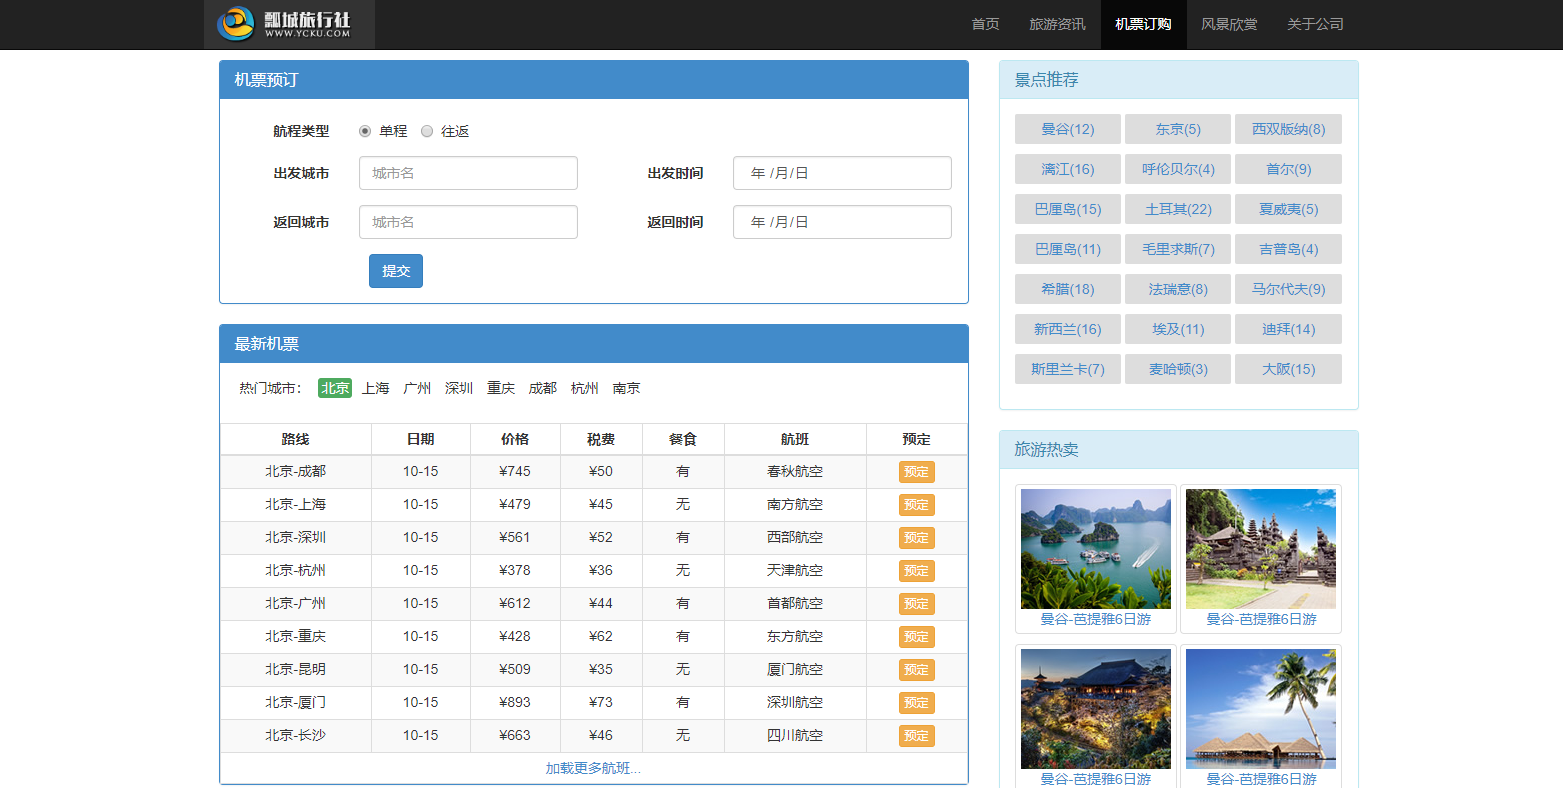 瓢城旅行社
WWW.YCKU.COM
首页 旅游资讯 机票订购 风景欣赏 关于公司
机票预订
航程类型 单程 往返
出发城市 城市名 出发时间 年 /月/日
返回城市 城市名 返回时间 年 /月/日
提交
最新机票
热门城市： 北京 上海 广州 深圳 重庆 成都 杭州 南京
路线 日期 价格 税费 餐食 航班 预定
北京-成都 10-15 ¥745 ¥50 有 春秋航空 预定
北京-上海 10-15 ¥479 ¥45 无 南方航空 预定
北京-深圳 10-15 ¥561 ¥52 有 西部航空 预定
北京-杭州 10-15 ¥378 ¥36 无 天津航空 预定
北京-广州 10-15 ¥612 ¥44 有 首都航空 预定
北京-重庆 10-15 ¥428 ¥62 有 东方航空 预定
北京-昆明 10-15 ¥509 ¥35 无 厦门航空 预定
北京-厦门 10-15 ¥893 ¥73 有 深圳航空 预定
北京-长沙 10-15 ¥663 ¥46 无 四川航空 预定
加载更多航班...
景点推荐
曼谷(12) 东京(5) 西双版纳(8)
漓江(16) 呼伦贝尔(4) 首尔(9)
巴厘岛(15) 土耳其(22) 夏威夷(5)
巴厘岛(11) 毛里求斯(7) 吉普岛(4)
希腊(18) 法瑞意(8) 马尔代夫(9)
新西兰(16) 埃及(11) 迪拜(14)
斯里兰卡(7) 麦哈顿(3) 大阪(15)
旅游热卖
曼谷-芭提雅6日游 曼谷-芭提雅6日游
曼谷-芭提雅6日游 曼谷-芭提雅6日游